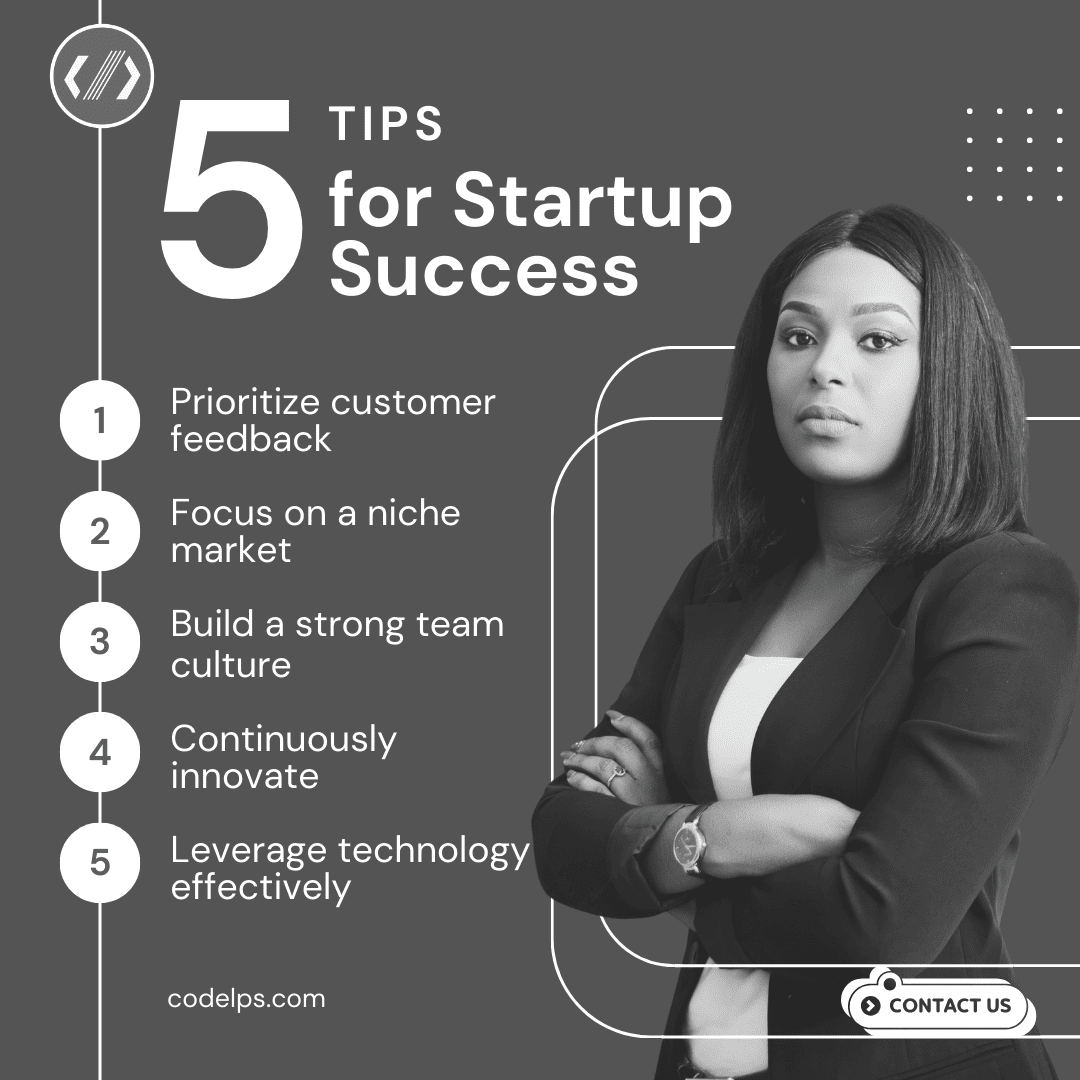 5
TIPS
for Startup
Success
1
Prioritize customer
feedback
2
Focus on a niche
market
3
Build a strong team
culture
4
Continuously
innovate
5
Leverage technology
effectively
codelps.com
CONTACT US